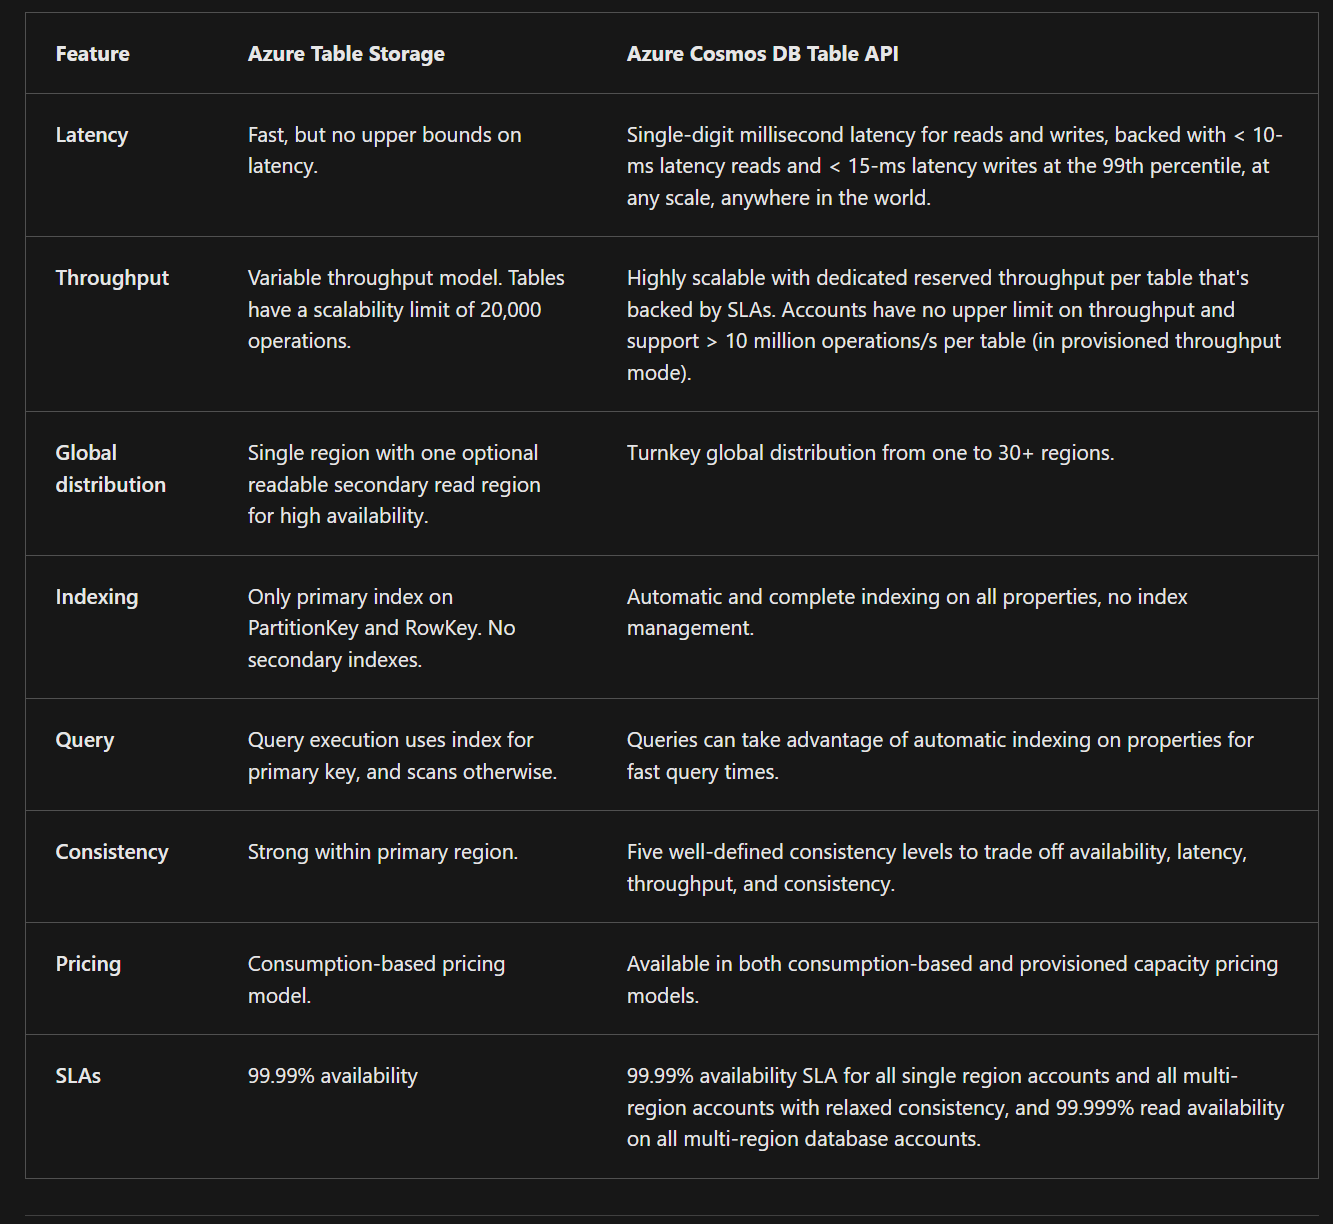 Feature
Azure Table Storage
Azure Cosmos DB Table API
Latency
Fast, but no upper bounds on
latency.
Single-digit millisecond latency for reads and writes, backed with < 10-
ms latency reads and < 15-ms latency writes at the 99th percentile, at
any scale, anywhere in the world.
Throughput
Variable throughput model. Tables
have a scalability limit of 20,000
operations.
Highly scalable with dedicated reserved throughput per table that's
backed by SLAs. Accounts have no upper limit on throughput and
support > 10 million operations/s per table (in provisioned throughput
mode).
Global
distribution
Single region with one optional
readable secondary read region
for high availability.
Turnkey global distribution from one to 30+ regions.
Indexing
Only primary index on
PartitionKey and RowKey. No
secondary indexes.
Automatic and complete indexing on all properties, no index
management.
Query
Query execution uses index for
primary key, and scans otherwise.
Queries can take advantage of automatic indexing on properties for
fast query times.
Consistency
Strong within primary region.
Five well-defined consistency levels to trade off availability, latency,
throughput, and consistency.
Pricing
Consumption-based pricing
model.
Available in both consumption-based and provisioned capacity pricing
models.
SLAs
99.99% availability
99.99% availability SLA for all single region accounts and all multi-
region accounts with relaxed consistency, and 99.999% read availability
on all multi-region database accounts.